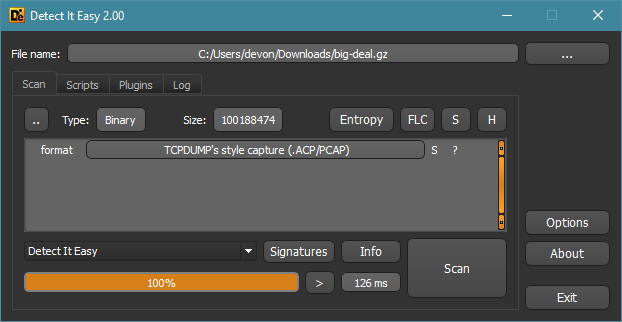 Detect It Easy 2.00
File name: C:/Users/devon/Downloads/big-deal.gz ...
Scan Scripts Plugins Log
.. Type: Binary Size: 100188474 Entropy FLC S H
format TCPDUMP's style capture (.ACP/PCAP) S ?
Options
Detect It Easy Signatures Info About
Scan
100% > 126 ms
Exit